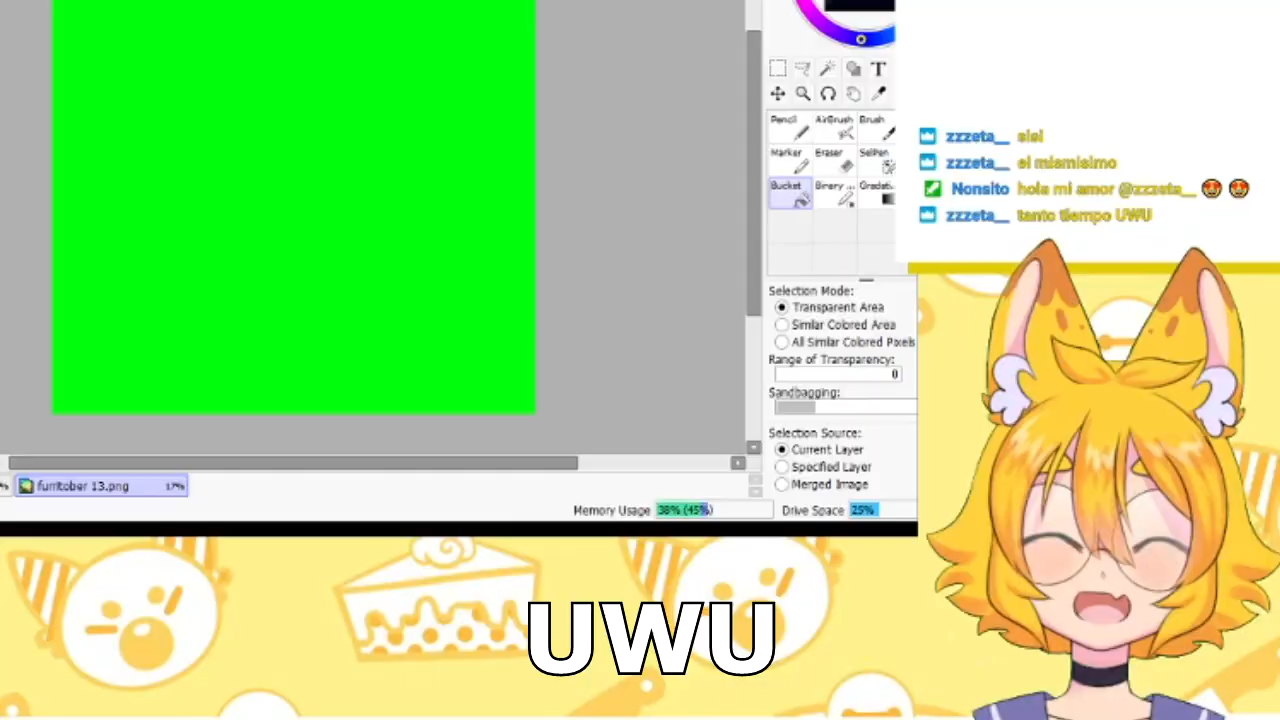 T
Pencil AirBrush Brush
Marker Eraser SelPen
Bucket Binary ... Gradati
Selection Mode:
Transparent Area
Similar Colored Area
All Similar Colored Pixels
Range of Transparency:
0
Sandbagging:
Selection Source:
Current Layer
Specified Layer
Merged Image
% furritober 13.png 17%
Memory Usage 38% (45%) Drive Space 25%
zzzeta__ sisi
zzzeta__ el mismisimo
Nonsito hola mi amor @zzzeta__
zzzeta__ tanto tiempo UWU
UWU